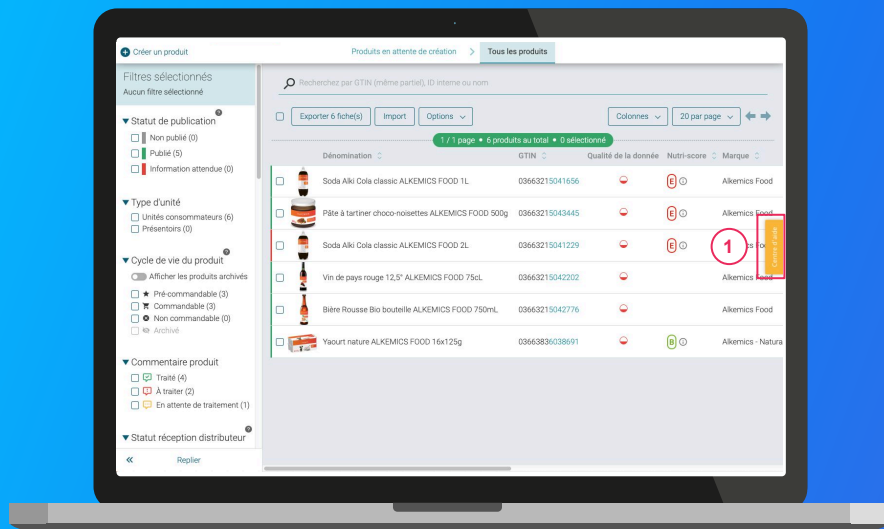 Créer un produit
Produits en attente de création
Tous les produits
Filtres sélectionnés
Aucun filtre sélectionné
Statut de publication
Non publié (0)
Publié (5)
Information attendue (0)
Type d'unité
Unités consommateurs (6)
Présentoirs (0)
Cycle de vie du produit
Afficher les produits archivés
Pré-commandable (3)
Commandable (3)
Non commandable (0)
Archivé
Commentaire produit
Traité (4)
À traiter (2)
En attente de traitement (1)
Statut réception distributeur
Replier
Recherchez par GTIN (même partiel), ID interne ou nom
Exporter 6 fiche(s) Import Options Colonnes 20 par page
1 / 1 page • 6 produits au total • 0 sélectionné
Dénomination GTIN Qualité de la donnée Nutri-score Marque
Soda Alki Cola classic ALKEMICS FOOD 1L 03663215041656 E Alkemics Food
Pâte à tartiner choco-noisettes ALKEMICS FOOD 500g 03663215043445 E Alkemics Food
Soda Alki Cola classic ALKEMICS FOOD 2L 03663215041229 E
Vin de pays rouge 12,5° ALKEMICS FOOD 75cL 03663215042202 Alkemics Food
Bière Rousse Bio bouteille ALKEMICS FOOD 750mL 03663215042776 Alkemics Food
Yaourt nature ALKEMICS FOOD 16x125g 03663836038691 B Alkemics - Natura
1
Centre d'aide